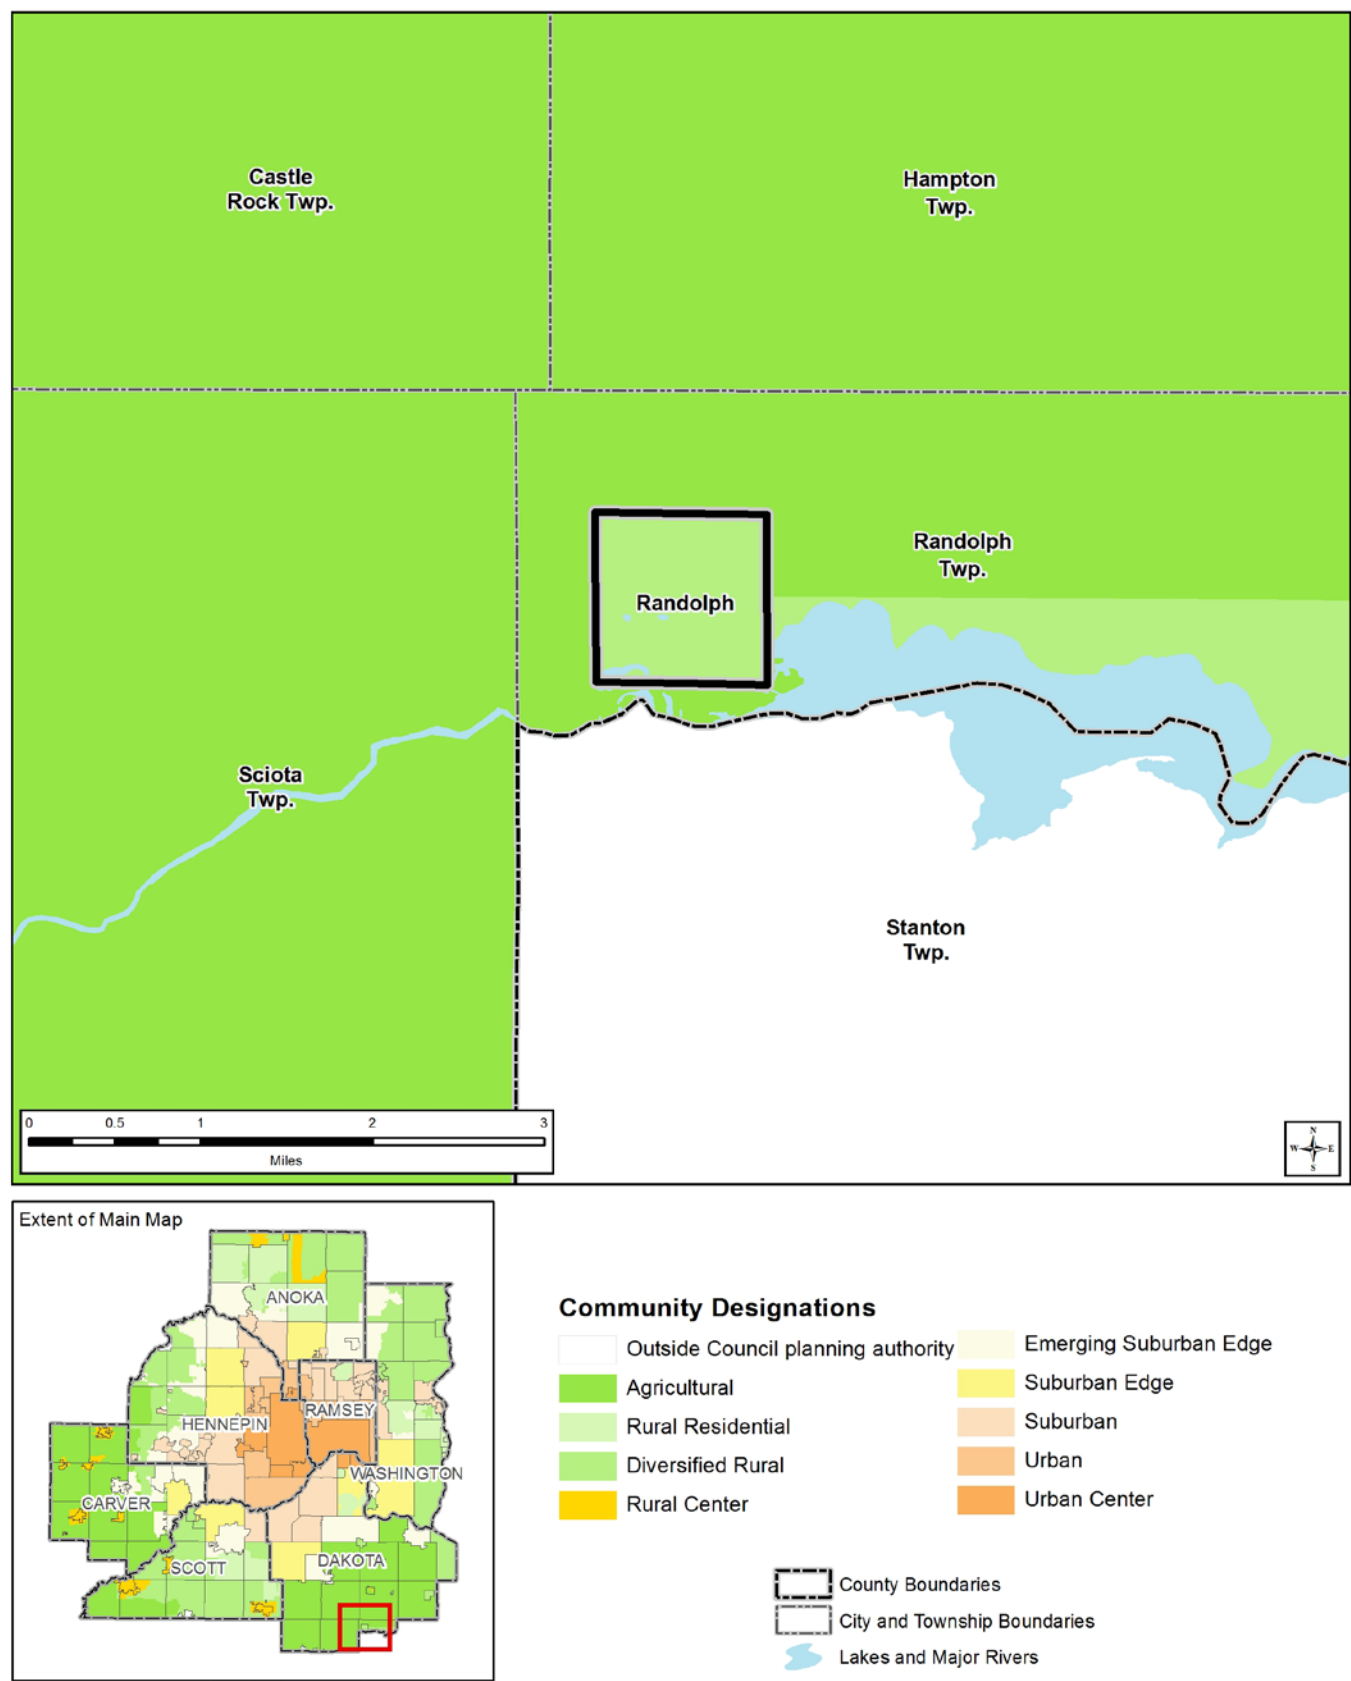 Castle
Rock Twp.
Hampton
Twp.
Randolph
Twp.
Randolph
Sciota
Twp.
Stanton
Twp.
0 0.5 1 2 3
Miles
N
W E
S
Extent of Main Map
ANOKA
HENNEPIN
RAMSEY
WASHINGTON
CARVER
SCOTT
DAKOTA
Community Designations
Outside Council planning authority
Agricultural
Rural Residential
Diversified Rural
Rural Center
Emerging Suburban Edge
Suburban Edge
Suburban
Urban
Urban Center
County Boundaries
City and Township Boundaries
Lakes and Major Rivers